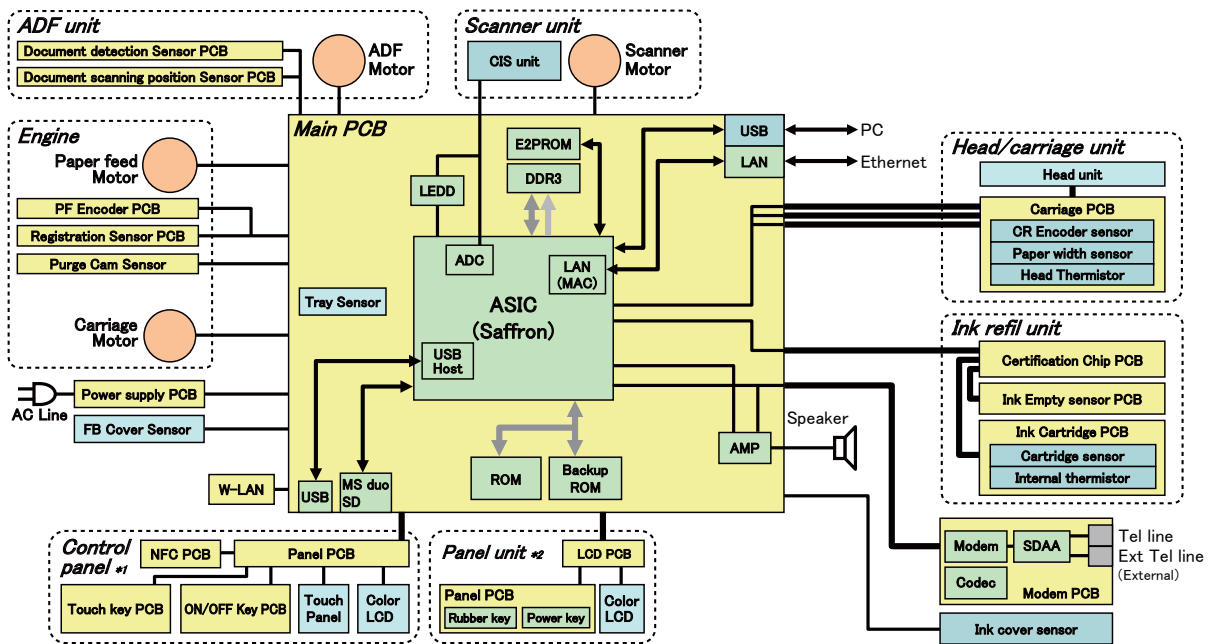 ADF unit
Document detection Sensor PCB
Document scanning position Sensor PCB
ADF
Motor
Scanner unit
CIS unit
Scanner
Motor
Engine
Paper feed
Motor
PF Encoder PCB
Registration Sensor PCB
Purge Cam Sensor
Carriage
Motor
AC Line
Power supply PCB
FB Cover Sensor
W-LAN
Main PCB
E2PROM
DDR3
LEDD
USB
LAN
PC
Ethernet
ADC
LAN
(MAC)
ASIC
(Saffron)
USB
Host
Tray Sensor
USB
MS duo
SD
ROM
Backup
ROM
AMP
Speaker
Head/carriage unit
Head unit
Carriage PCB
CR Encoder sensor
Paper width sensor
Head Thermistor
Ink refil unit
Certification Chip PCB
Ink Empty sensor PCB
Ink Cartridge PCB
Cartridge sensor
Internal thermistor
Modem
SDAA
Codec
Modem PCB
Tel line
Ext Tel line
(External)
Ink cover sensor
Control
panel *1
NFC PCB
Panel PCB
Touch key PCB
ON/OFF Key PCB
Touch
Panel
Color
LCD
Panel unit *2
LCD PCB
Panel PCB
Rubber key
Power key
Color
LCD